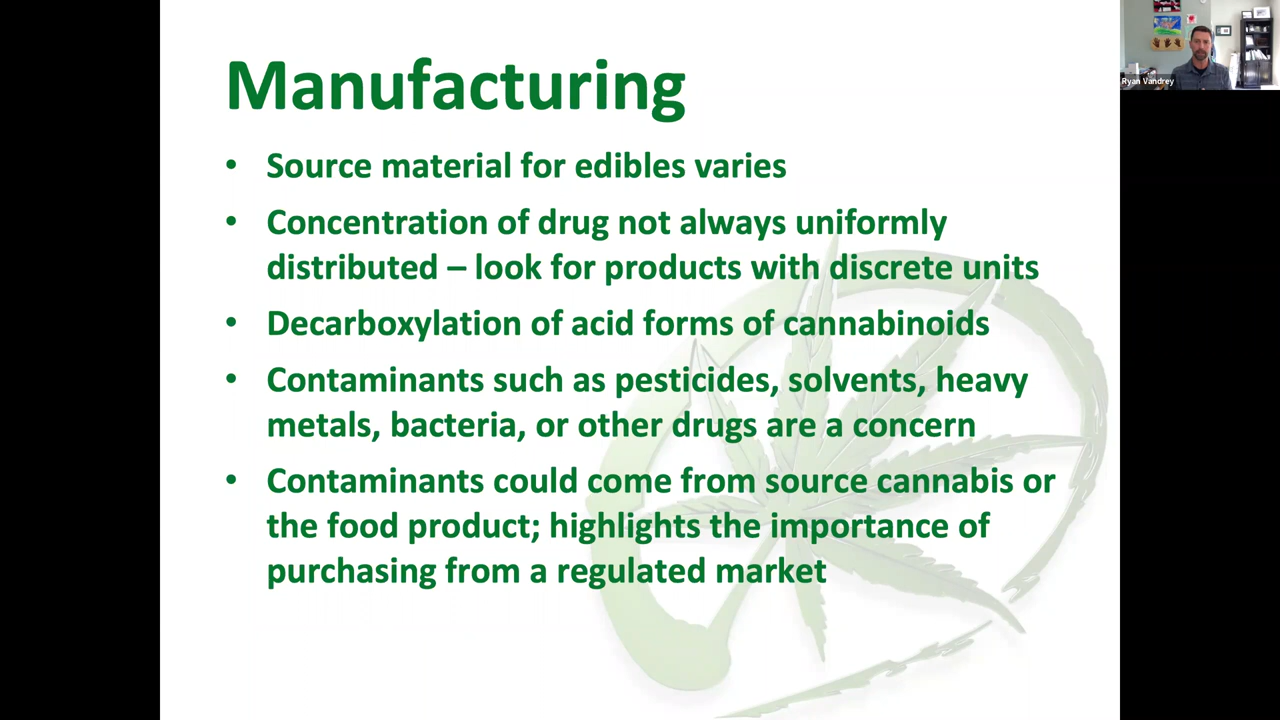 Manufacturing
• Source material for edibles varies
• Concentration of drug not always uniformly
distributed – look for products with discrete units
• Decarboxylation of acid forms of cannabinoids
• Contaminants such as pesticides, solvents, heavy
metals, bacteria, or other drugs are a concern
• Contaminants could come from source cannabis or
the food product; highlights the importance of
purchasing from a regulated market
Ryan Vandrey